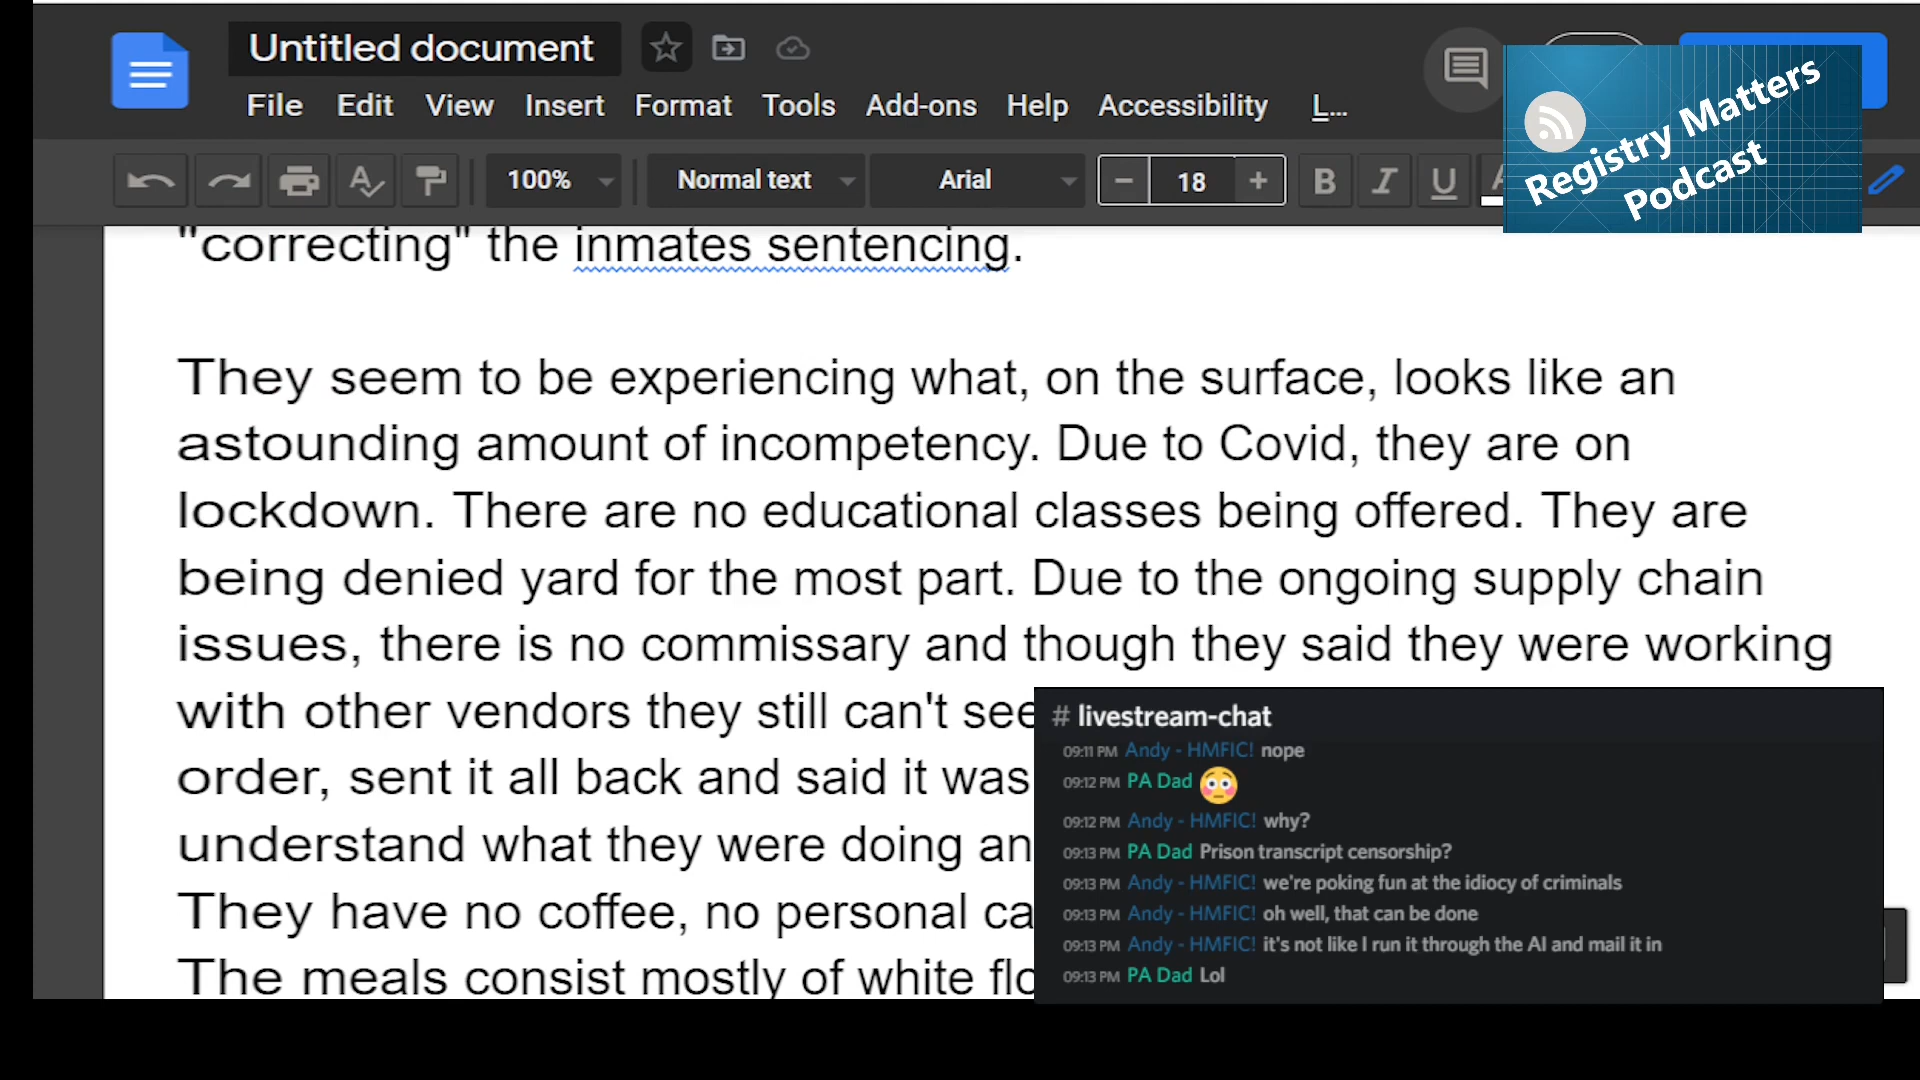 Untitled document
File Edit View Insert Format Tools Add-ons Help Accessibility L...
100% Normal text Arial − 18 + B I U A
Registry Matters
Podcast
"correcting" the inmates sentencing.
They seem to be experiencing what, on the surface, looks like an
astounding amount of incompetency. Due to Covid, they are on
lockdown. There are no educational classes being offered. They are
being denied yard for the most part. Due to the ongoing supply chain
issues, there is no commissary and though they said they were working
with other vendors they still can't see
order, sent it all back and said it was
understand what they were doing an
They have no coffee, no personal ca
The meals consist mostly of white flo
# livestream-chat
09:11 PM Andy - HMFIC! nope
09:12 PM PA Dad 😳
09:12 PM Andy - HMFIC! why?
09:13 PM PA Dad Prison transcript censorship?
09:13 PM Andy - HMFIC! we're poking fun at the idiocy of criminals
09:13 PM Andy - HMFIC! oh well, that can be done
09:13 PM Andy - HMFIC! it's not like I run it through the AI and mail it in
09:13 PM PA Dad Lol